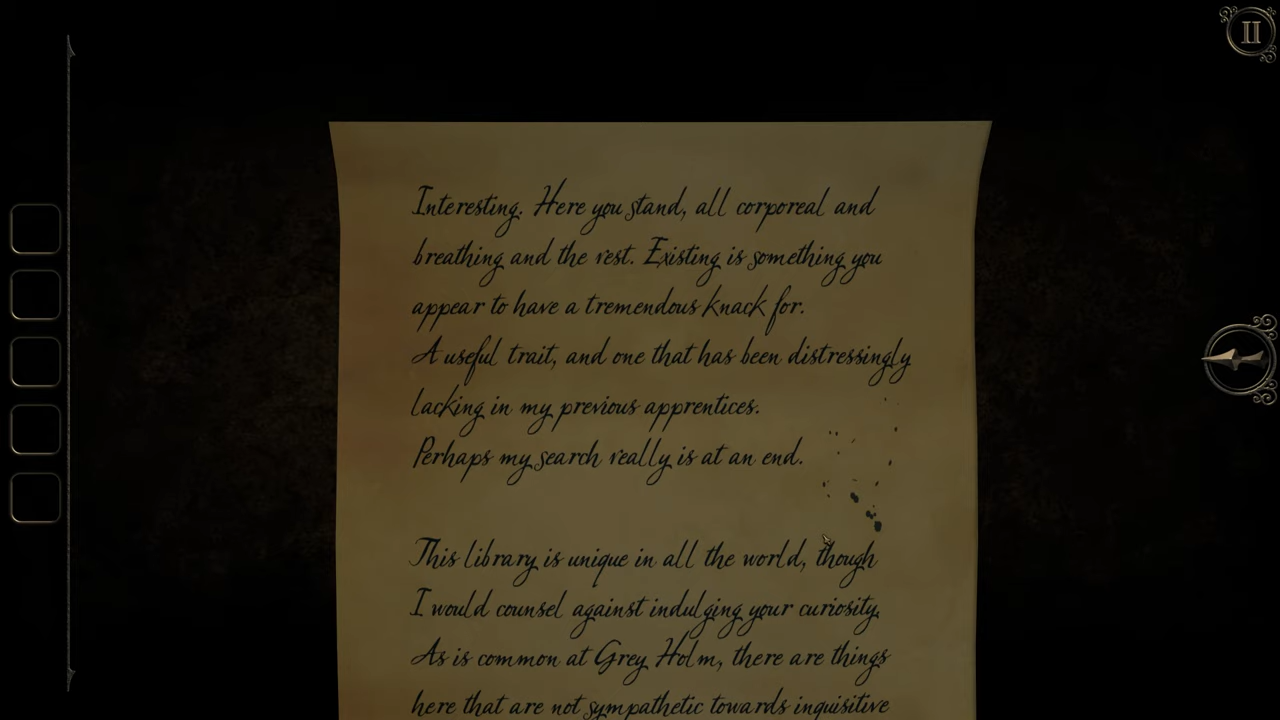 Interesting. Here you stand, all corporeal and
breathing and the rest. Existing is something you
appear to have a tremendous knack for.
A useful trait, and one that has been distressingly
lacking in my previous apprentices.
Perhaps my search really is at an end.
This library is unique in all the world, though
I would counsel against indulging your curiosity.
As is common at Grey Holm, there are things
here that are not sympathetic towards inquisitive